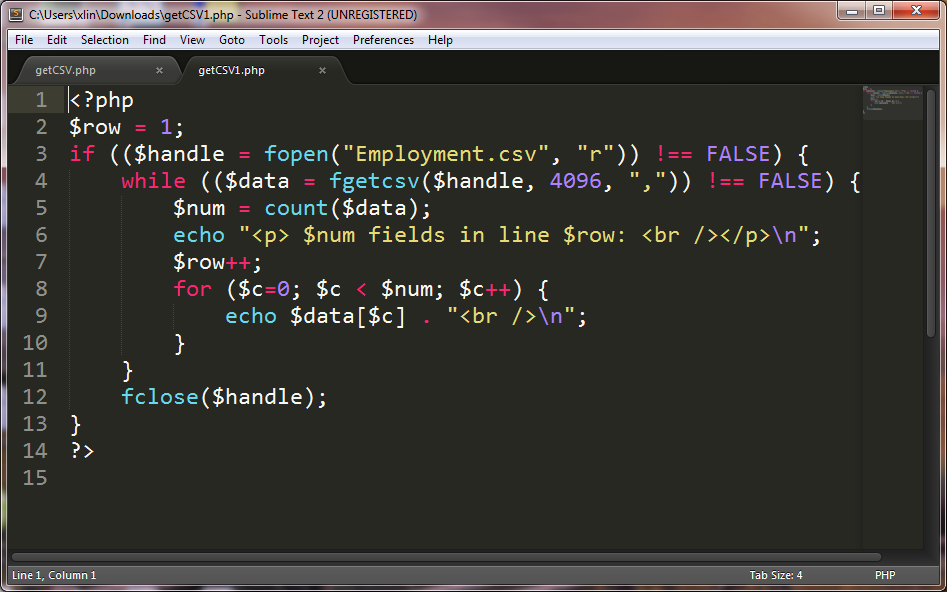 C:\Users\xlin\Downloads\getCSV1.php - Sublime Text 2 (UNREGISTERED)
File Edit Selection Find View Goto Tools Project Preferences Help
getCSV.php × getCSV1.php ×
1 <?php
2 $row = 1;
3 if (($handle = fopen("Employment.csv", "r")) !== FALSE) {
4     while (($data = fgetcsv($handle, 4096, ",")) !== FALSE) {
5         $num = count($data);
6         echo "<p> $num fields in line $row: <br /></p>\n";
7         $row++;
8         for ($c=0; $c < $num; $c++) {
9             echo $data[$c] . "<br />\n";
10         }
11     }
12     fclose($handle);
13 }
14 ?>
15
Line 1, Column 1 Tab Size: 4 PHP